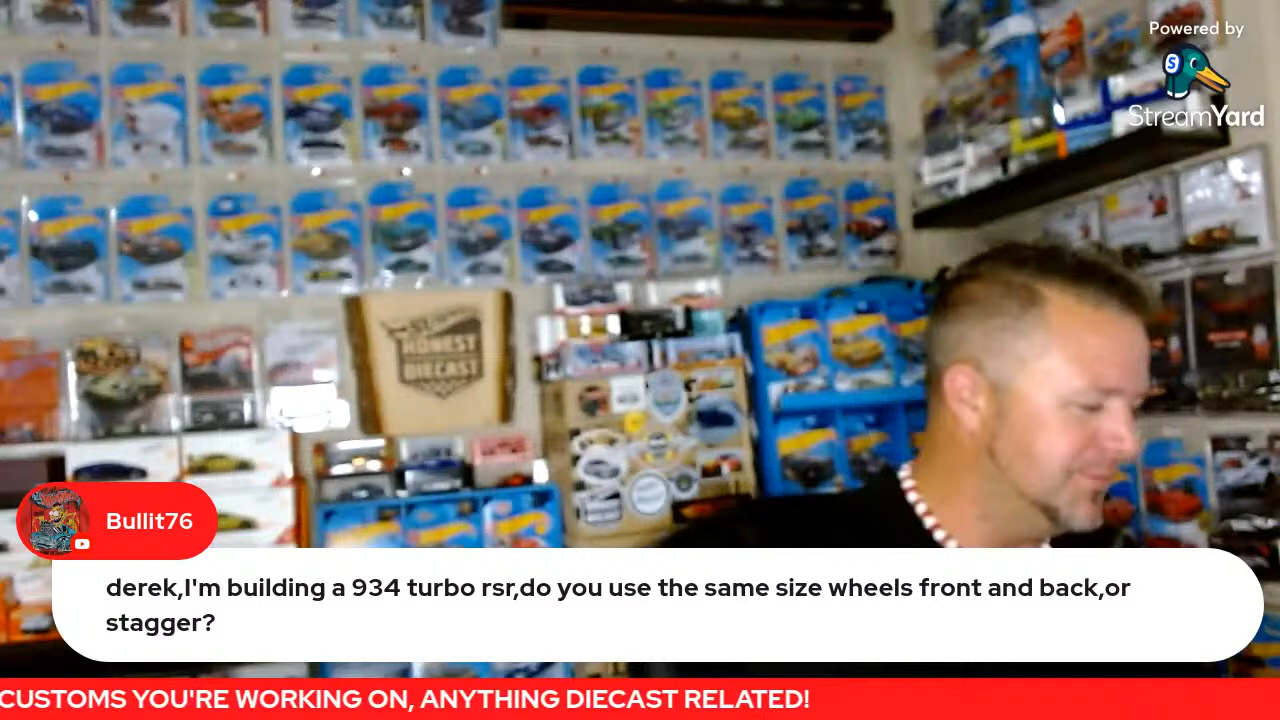 Powered by
StreamYard
HONEST
DIECAST
Bullit76
derek,I'm building a 934 turbo rsr,do you use the same size wheels front and back,or
stagger?
CUSTOMS YOU'RE WORKING ON, ANYTHING DIECAST RELATED!